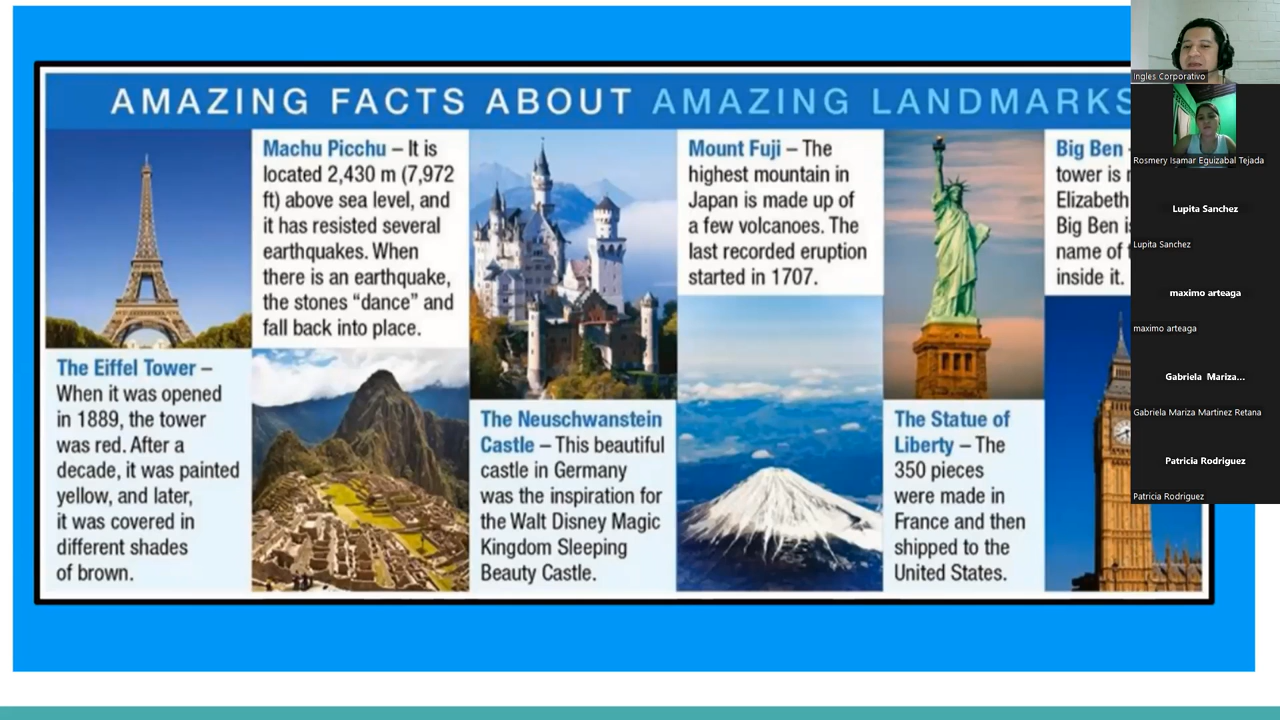 AMAZING FACTS ABOUT AMAZING LANDMARKS
The Eiffel Tower –
When it was opened
in 1889, the tower
was red. After a
decade, it was painted
yellow, and later,
it was covered in
different shades
of brown.
Machu Picchu – It is
located 2,430 m (7,972
ft) above sea level, and
it has resisted several
earthquakes. When
there is an earthquake,
the stones “dance” and
fall back into place.
The Neuschwanstein
Castle – This beautiful
castle in Germany
was the inspiration for
the Walt Disney Magic
Kingdom Sleeping
Beauty Castle.
Mount Fuji – The
highest mountain in
Japan is made up of
a few volcanoes. The
last recorded eruption
started in 1707.
The Statue of
Liberty – The
350 pieces
were made in
France and then
shipped to the
United States.
Big Ben
tower is
Elizabeth
Big Ben
name of
inside it.
Ingles Corporativo
Rosmery Isamar Eguizabal Tejada
Lupita Sanchez
Lupita Sanchez
maximo arteaga
maximo arteaga
Gabriela Mariza...
Gabriela Mariza Martinez Retana
Patricia Rodriguez
Patricia Rodriguez